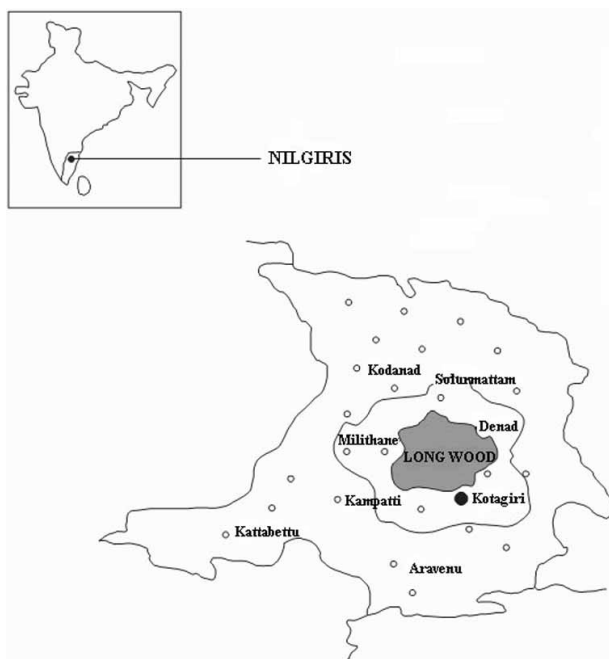 NILGIRIS
Kodanad
Solurmattam
Denad
Milithane
LONG WOOD
Kampatti
Kotagiri
Kattabettu
Aravenu